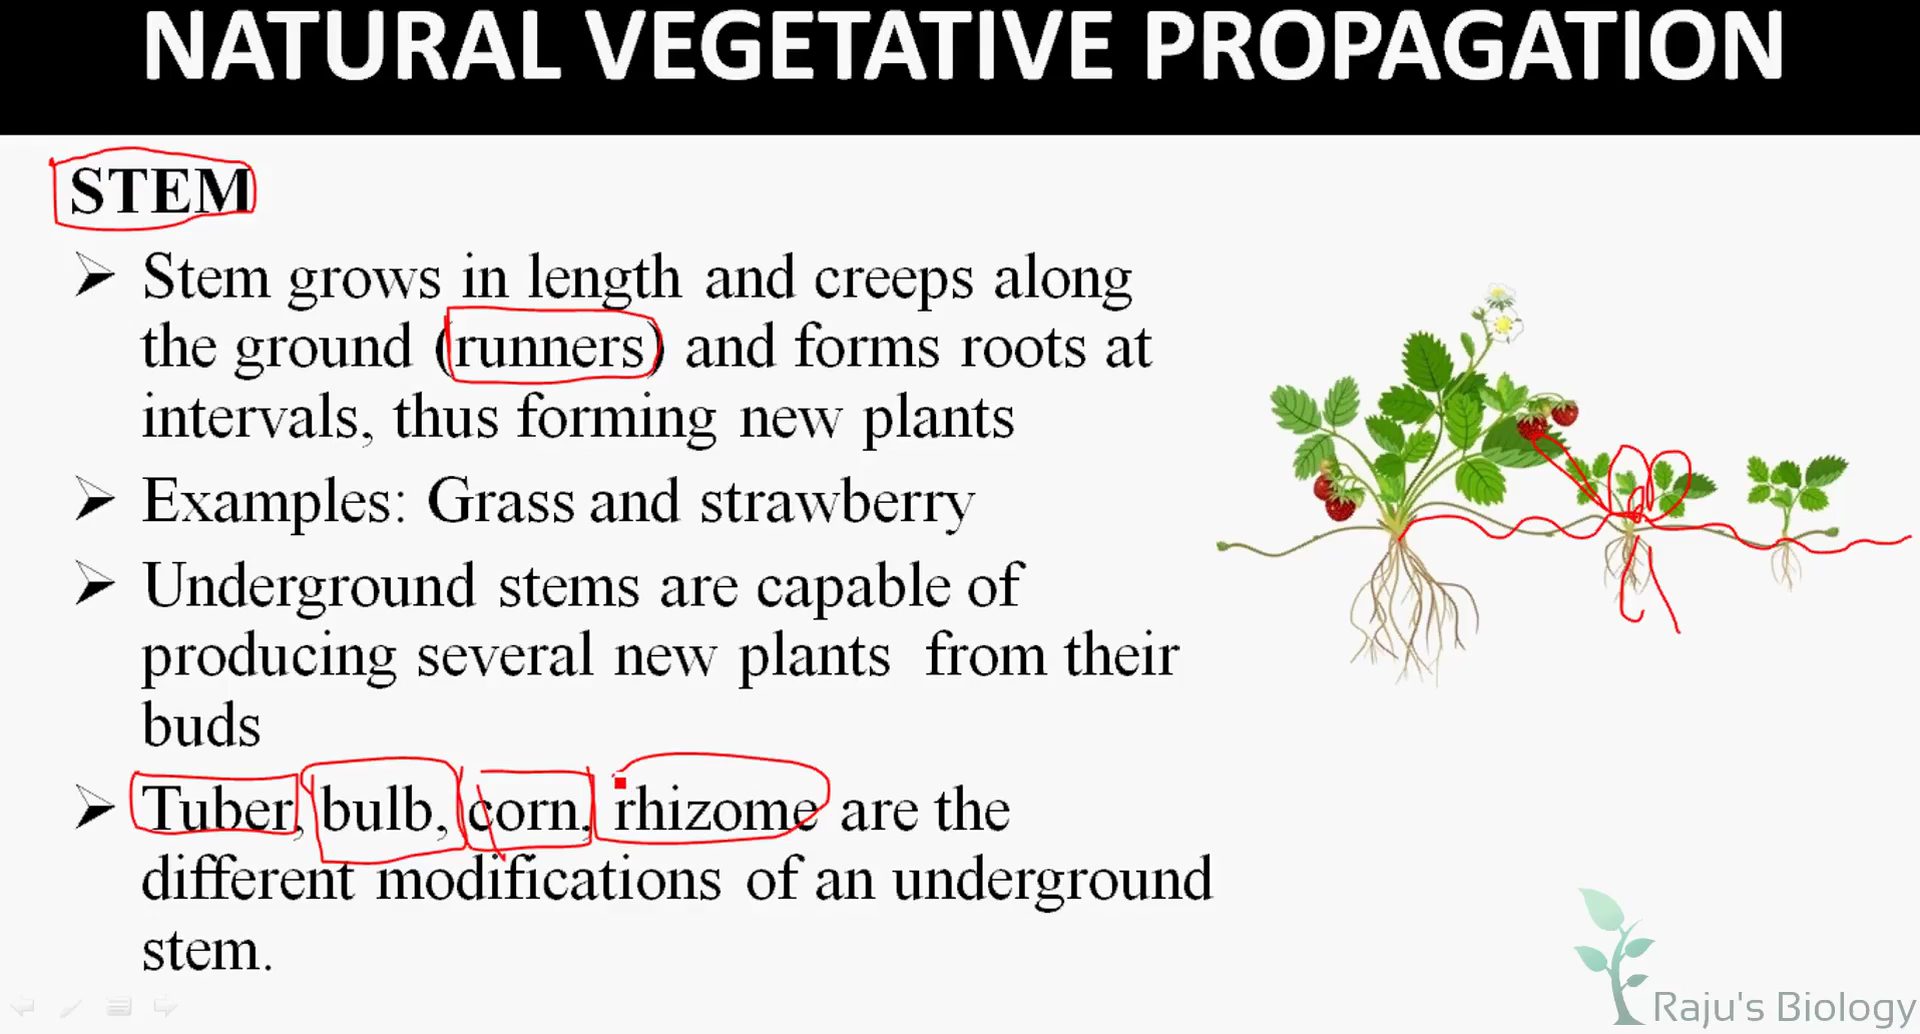 NATURAL VEGETATIVE PROPAGATION
STEM
Stem grows in length and creeps along
the ground (runners) and forms roots at
intervals, thus forming new plants
Examples: Grass and strawberry
Underground stems are capable of
producing several new plants from their
buds
Tuber, bulb, corn, rhizome are the
different modifications of an underground
stem.
Raju's Biology